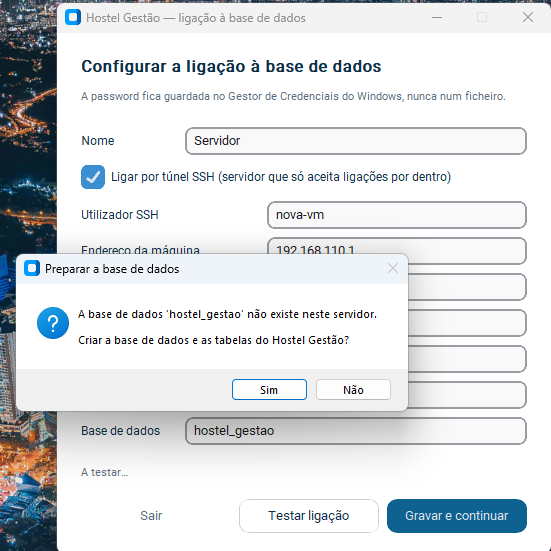 Hostel Gestão — ligação à base de dados
Configurar a ligação à base de dados
A password fica guardada no Gestor de Credenciais do Windows, nunca num ficheiro.
Nome
Servidor
Ligar por túnel SSH (servidor que só aceita ligações por dentro)
Utilizador SSH
nova-vm
Endereço da máquina
192.168.110.1
Preparar a base de dados
A base de dados 'hostel_gestao' não existe neste servidor.
Criar a base de dados e as tabelas do Hostel Gestão?
Sim
Não
Base de dados
hostel_gestao
A testar...
Sair
Testar ligação
Gravar e continuar